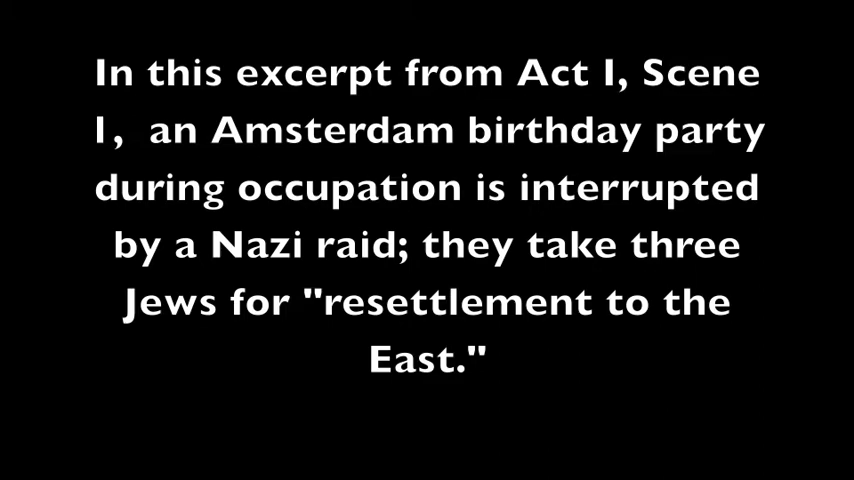 In this excerpt from Act I, Scene
1,  an Amsterdam birthday party
during occupation is interrupted
by a Nazi raid; they take three
Jews for "resettlement to the
East."